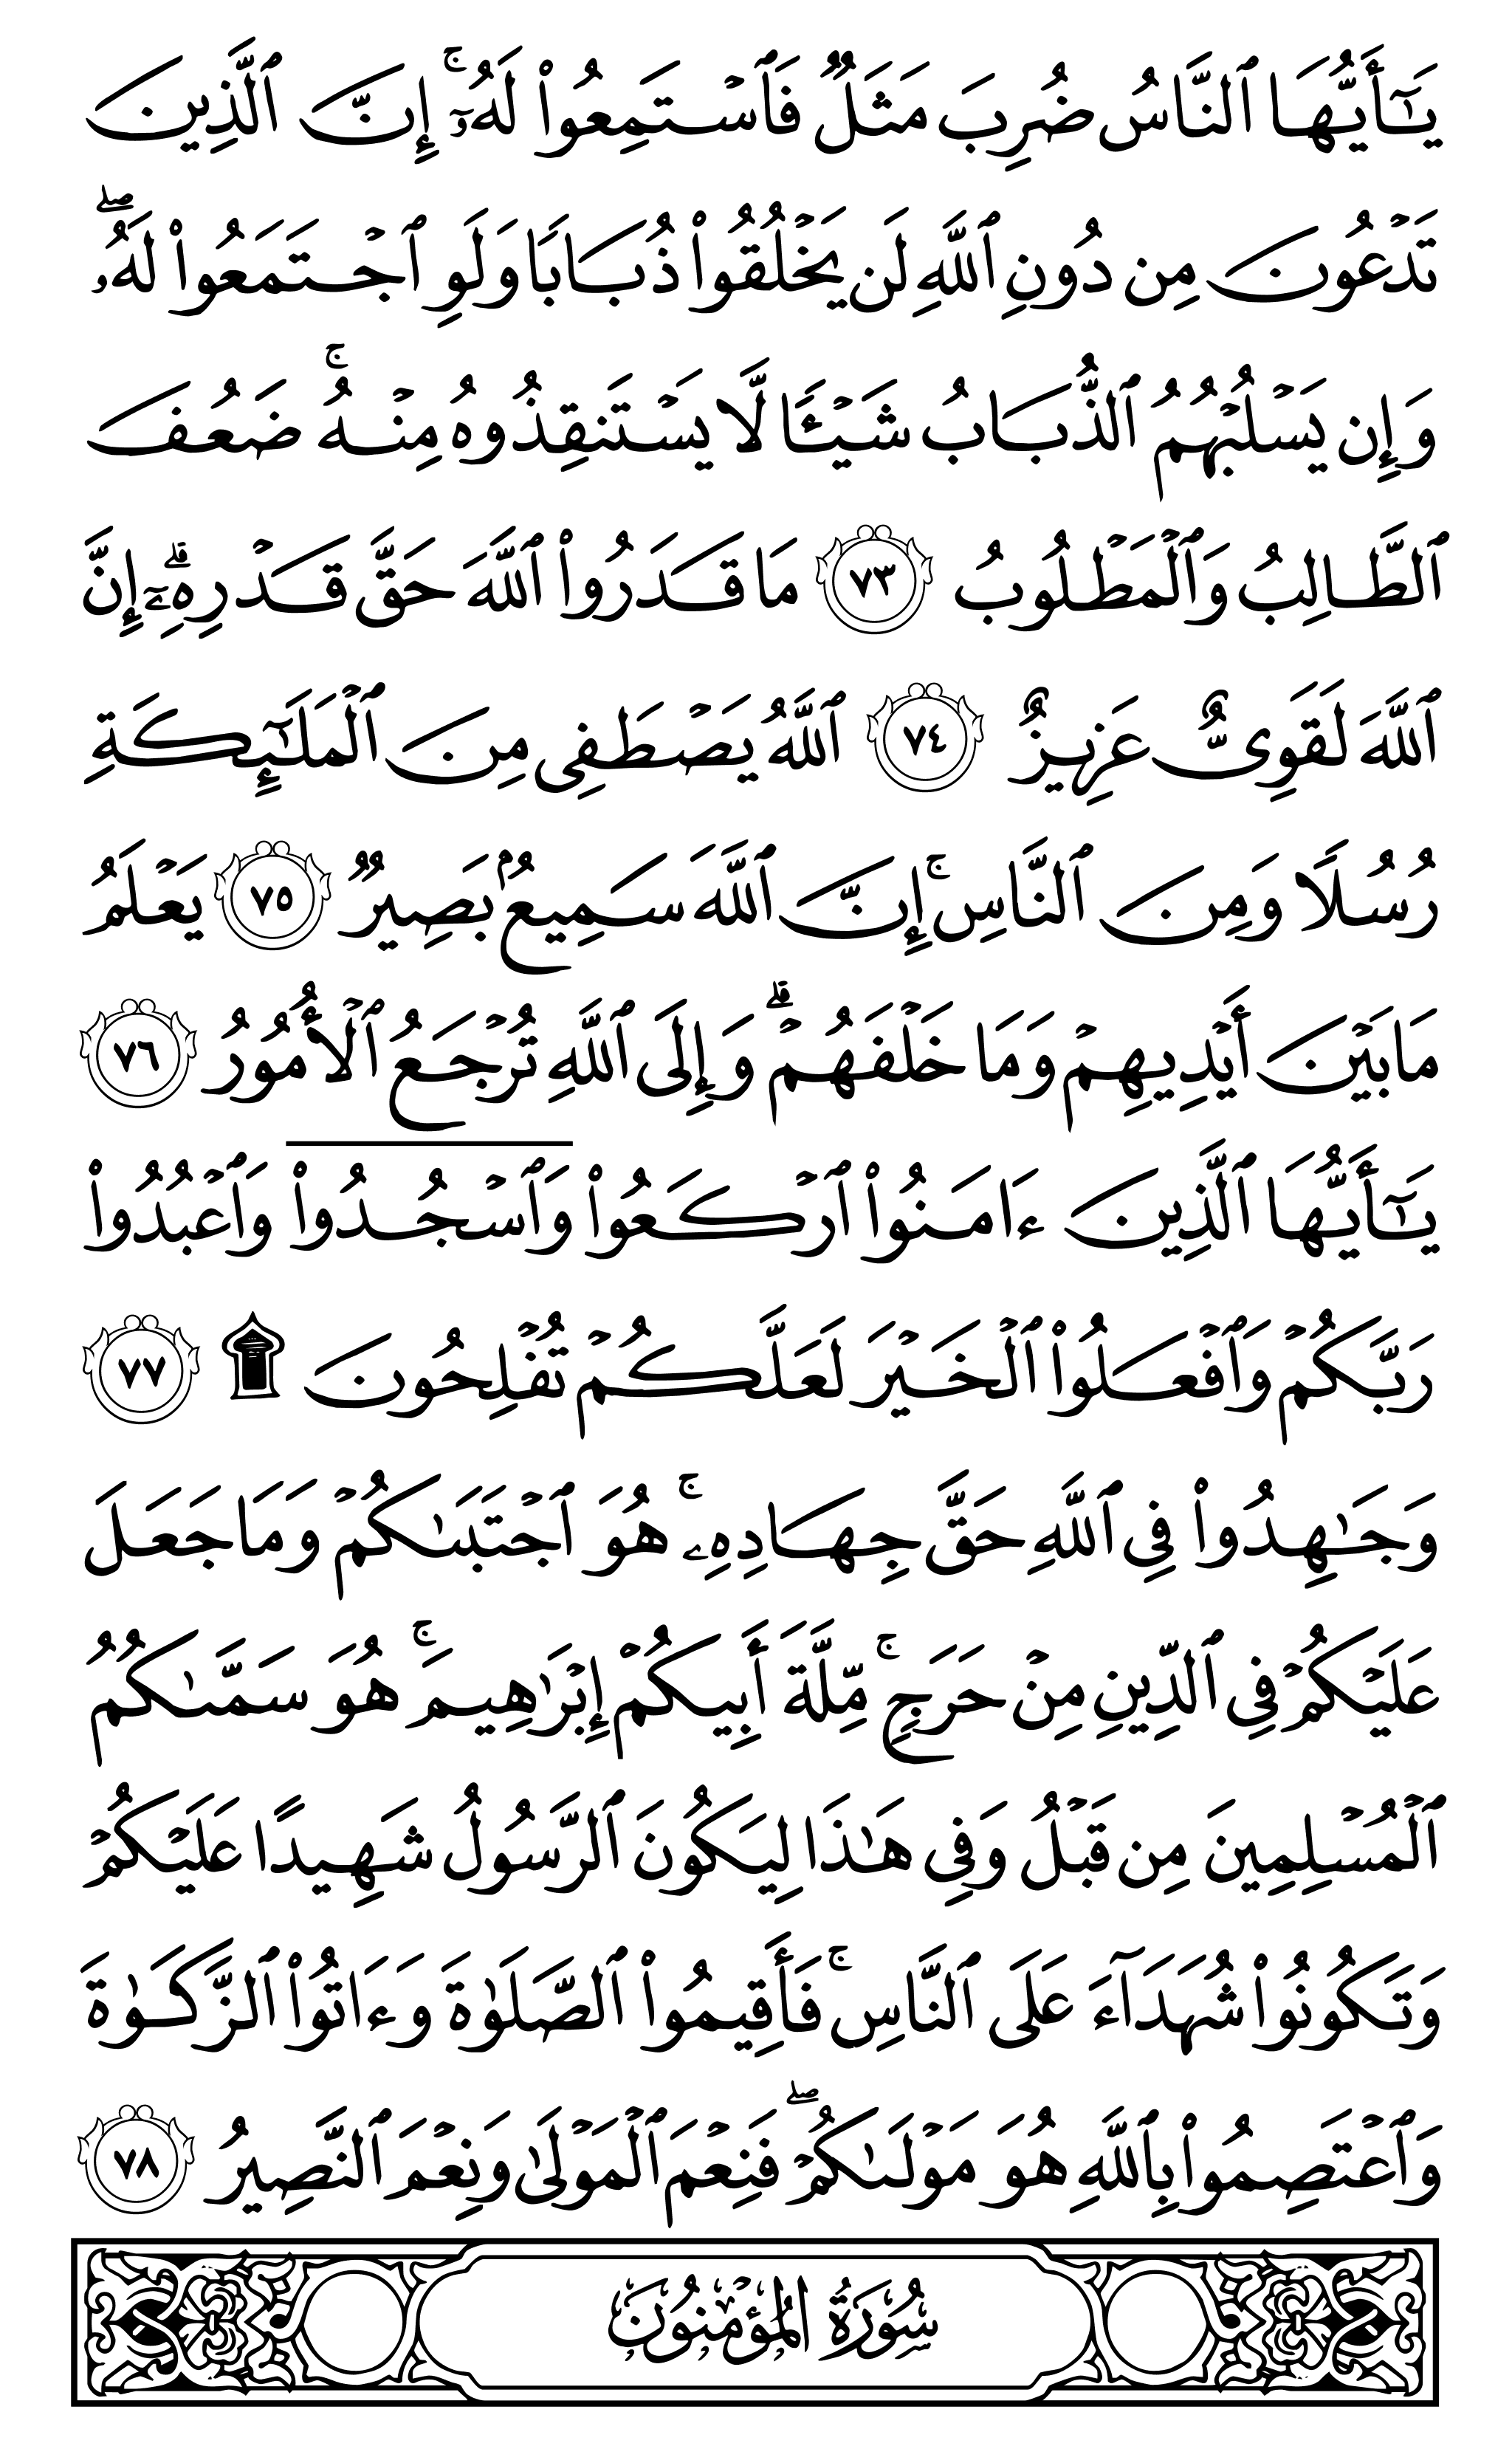 يَٰٓأَيُّهَا ٱلنَّاسُ ضُرِبَ مَثَلٌ فَٱسْتَمِعُوا۟ لَهُۥٓ ۚ إِنَّ ٱلَّذِينَ
تَدْعُونَ مِن دُونِ ٱللَّهِ لَن يَخْلُقُوا۟ ذُبَابًا وَلَوِ ٱجْتَمَعُوا۟ لَهُۥ ۖ
وَإِن يَسْلُبْهُمُ ٱلذُّبَابُ شَيْـًٔا لَّا يَسْتَنقِذُوهُ مِنْهُ ۚ ضَعُفَ
ٱلطَّالِبُ وَٱلْمَطْلُوبُ ٧٣ مَا قَدَرُوا۟ ٱللَّهَ حَقَّ قَدْرِهِۦٓ ۗ إِنَّ
ٱللَّهَ لَقَوِىٌّ عَزِيزٌ ٧٤ ٱللَّهُ يَصْطَفِى مِنَ ٱلْمَلَٰٓئِكَةِ
رُسُلًا وَمِنَ ٱلنَّاسِ ۚ إِنَّ ٱللَّهَ سَمِيعٌۢ بَصِيرٌ ٧٥ يَعْلَمُ
مَا بَيْنَ أَيْدِيهِمْ وَمَا خَلْفَهُمْ ۗ وَإِلَى ٱللَّهِ تُرْجَعُ ٱلْأُمُورُ ٧٦
يَٰٓأَيُّهَا ٱلَّذِينَ ءَامَنُوا۟ ٱرْكَعُوا۟ وَٱسْجُدُوا۟ وَٱعْبُدُوا۟
رَبَّكُمْ وَٱفْعَلُوا۟ ٱلْخَيْرَ لَعَلَّكُمْ تُفْلِحُونَ ۩ ٧٧
وَجَٰهِدُوا۟ فِى ٱللَّهِ حَقَّ جِهَادِهِۦ ۚ هُوَ ٱجْتَبَىٰكُمْ وَمَا جَعَلَ
عَلَيْكُمْ فِى ٱلدِّينِ مِنْ حَرَجٍ ۚ مِّلَّةَ أَبِيكُمْ إِبْرَٰهِيمَ ۚ هُوَ سَمَّىٰكُمُ
ٱلْمُسْلِمِينَ مِن قَبْلُ وَفِى هَٰذَا لِيَكُونَ ٱلرَّسُولُ شَهِيدًا عَلَيْكُمْ
وَتَكُونُوا۟ شُهَدَآءَ عَلَى ٱلنَّاسِ ۚ فَأَقِيمُوا۟ ٱلصَّلَوٰةَ وَءَاتُوا۟ ٱلزَّكَوٰةَ
وَٱعْتَصِمُوا۟ بِٱللَّهِ هُوَ مَوْلَىٰكُمْ ۖ فَنِعْمَ ٱلْمَوْلَىٰ وَنِعْمَ ٱلنَّصِيرُ ٧٨
سُورَةُ المُؤْمِنُونَ